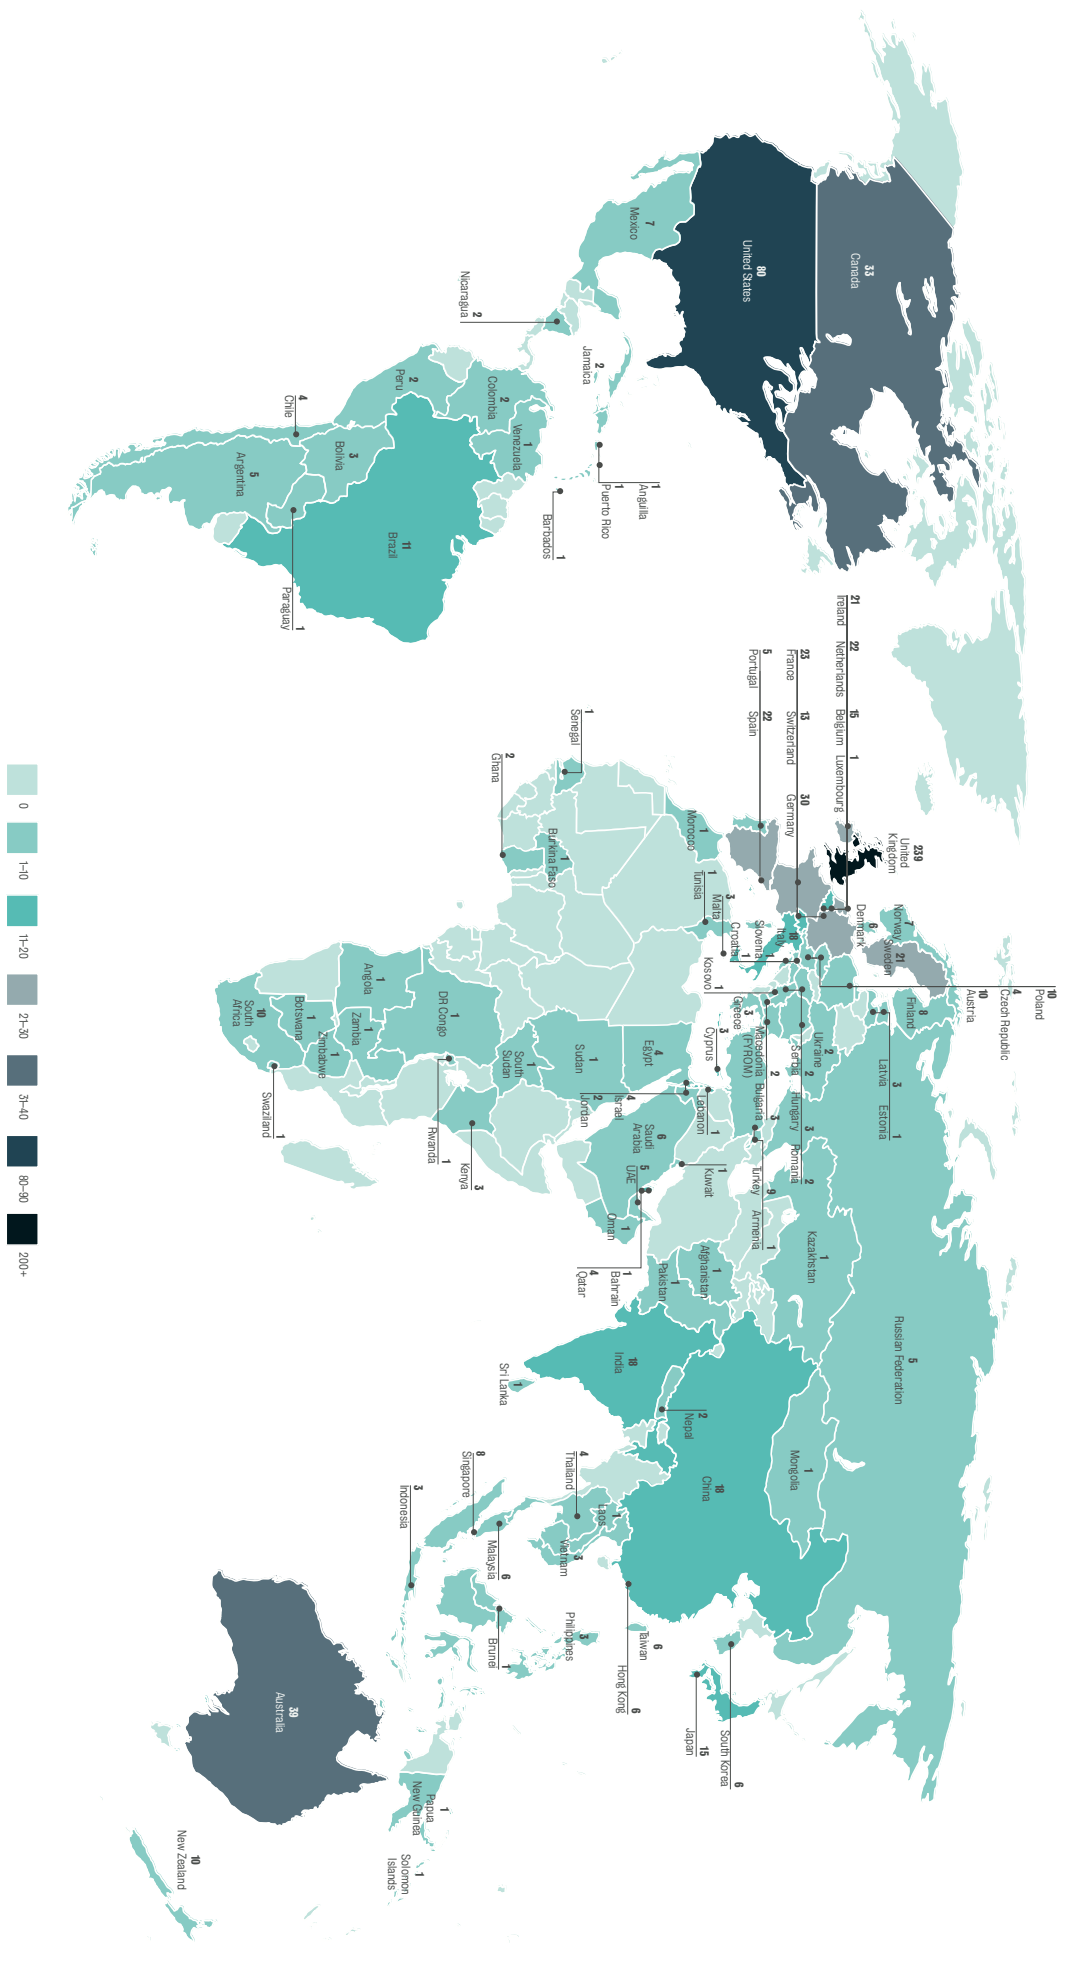 33
Canada
80
United States
7
Mexico
Nicaragua
2
2
Jamaica
1
Anguilla
1
Puerto Rico
Barbados
1
2
Colombia
1
Venezuela
2
Peru
11
Brazil
3
Bolivia
4
Chile
5
Argentina
Paraguay
1
21
Ireland
22
Netherlands
15
Belgium
1
Luxembourg
23
France
13
Switzerland
30
Germany
5
Portugal
22
Spain
239
United
Kingdom
7
Norway
21
Sweden
8
Finland
6
Denmark
10
Poland
4
Czech Republic
10
Austria
Latvia
3
Estonia
1
18
Italy
Slovenia
1
Croatia
1
3
Malta
Kosovo
1
3
Greece
Macedonia
(FYROM)
2
Bulgaria
3
Serbia
2
Hungary
3
Romania
2
2
Ukraine
Turkey
9
Armenia
1
3
Cyprus
Lebanon
1
Israel
4
Jordan
2
Kuwait
1
6
Saudi
Arabia
5
UAE
1
Oman
1
Bahrain
4
Qatar
1
Morocco
1
Tunisia
4
Egypt
1
Senegal
2
Ghana
1
Burkina Faso
1
Sudan
1
South
Sudan
1
DR Congo
Rwanda
1
Kenya
3
1
Angola
1
Zambia
1
Zimbabwe
1
Botswana
10
South
Africa
Swaziland
1
5
Russian Federation
1
Kazakhstan
1
Mongolia
1
Afghanistan
1
Pakistan
18
India
1
Sri Lanka
2
Nepal
18
China
4
Thailand
1
Laos
3
Vietnam
8
Singapore
Malaysia
6
3
Indonesia
Brunei
1
3
Philippines
6
Taiwan
Hong Kong
6
Japan
15
South Korea
6
1
Papua
New Guinea
1
Solomon
Islands
39
Australia
10
New Zealand
0
1–10
11–20
21–30
31–40
80–90
200+